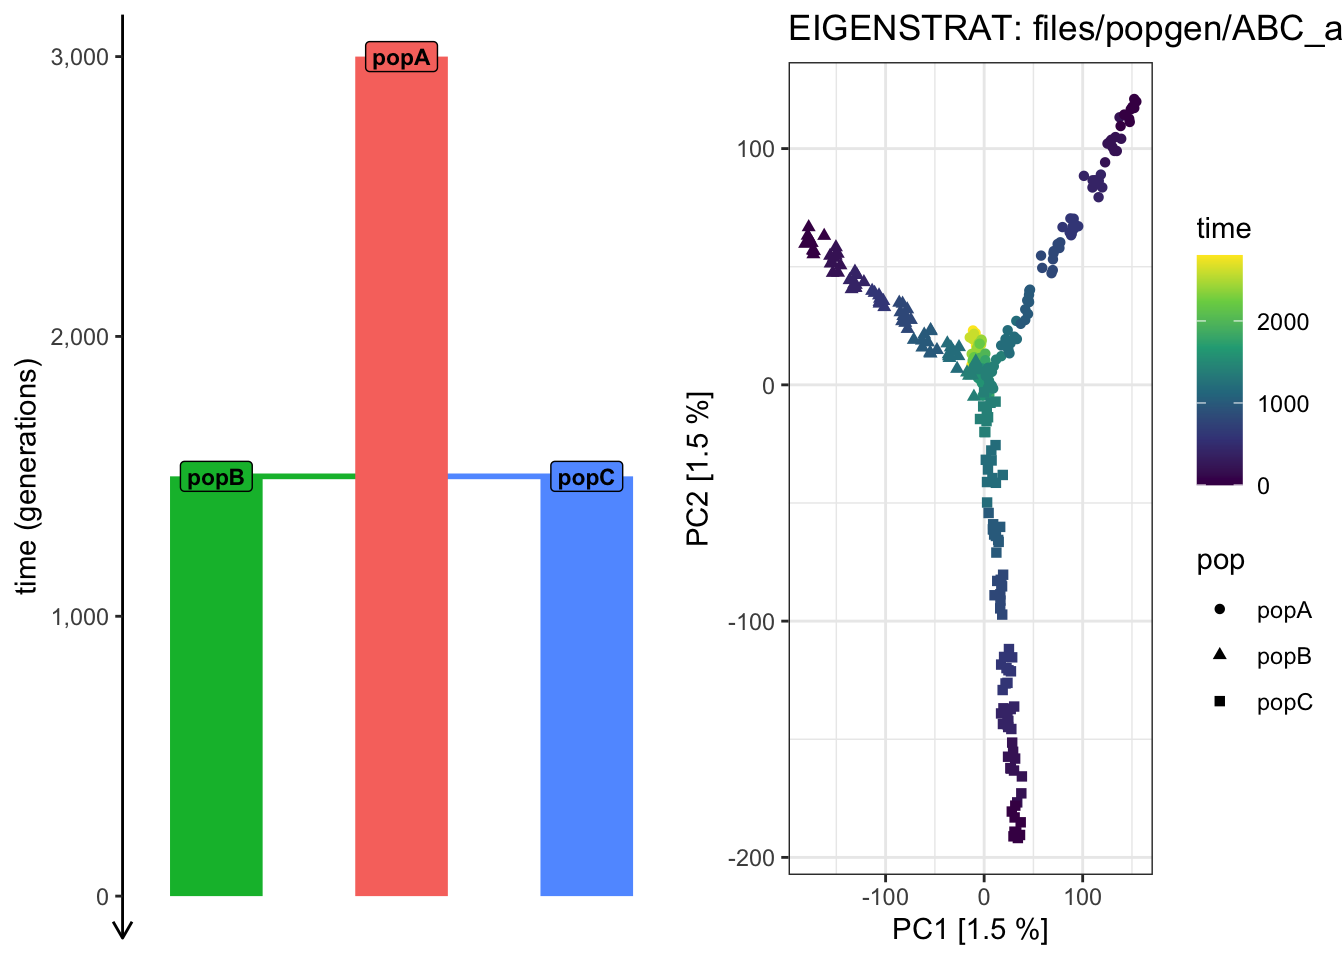 time (generations)
3,000
2,000
1,000
0
popA
popB
popC
EIGENSTRAT: files/popgen/ABC_a
PC2 [1.5 %]
100
0
-100
-200
-100
0
100
PC1 [1.5 %]
time
2000
1000
0
pop
popA
popB
popC